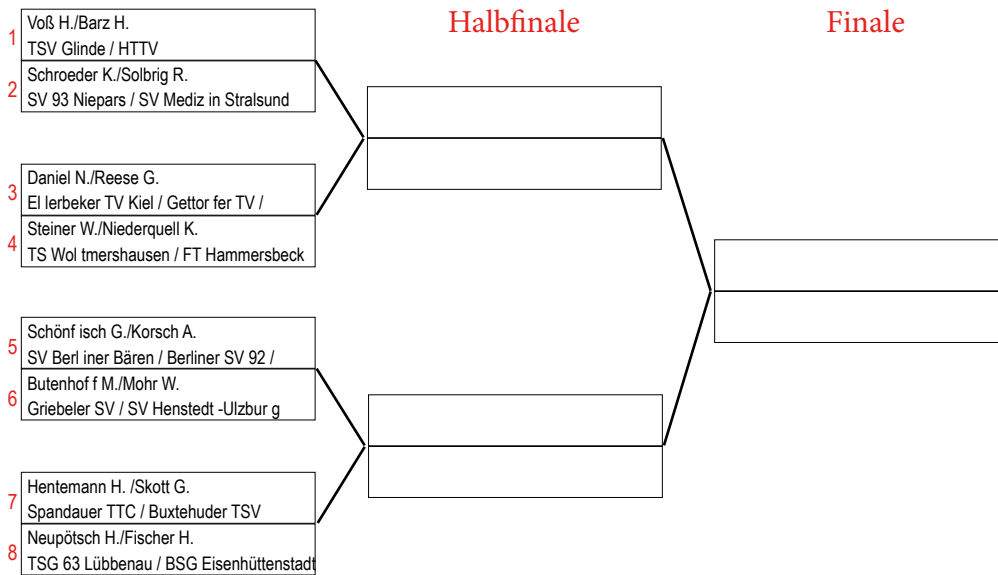 Halbfinale
Finale
1
Voß H./Barz H.
TSV Glinde / HTTV
2
Schroeder K./Solbrig R.
SV 93 Niepars / SV Mediz in Stralsund
3
Daniel N./Reese G.
El lerbeker TV Kiel / Gettor fer TV /
4
Steiner W./Niederquell K.
TS Wol tmershausen / FT Hammersbeck
5
Schönf isch G./Korsch A.
SV Berl iner Bären / Berliner SV 92 /
6
Butenhof f M./Mohr W.
Griebeler SV / SV Henstedt -Ulzbur g
7
Hentemann H. /Skott G.
Spandauer TTC / Buxtehuder TSV
8
Neupötsch H./Fischer H.
TSG 63 Lübbenau / BSG Eisenhüttenstadt